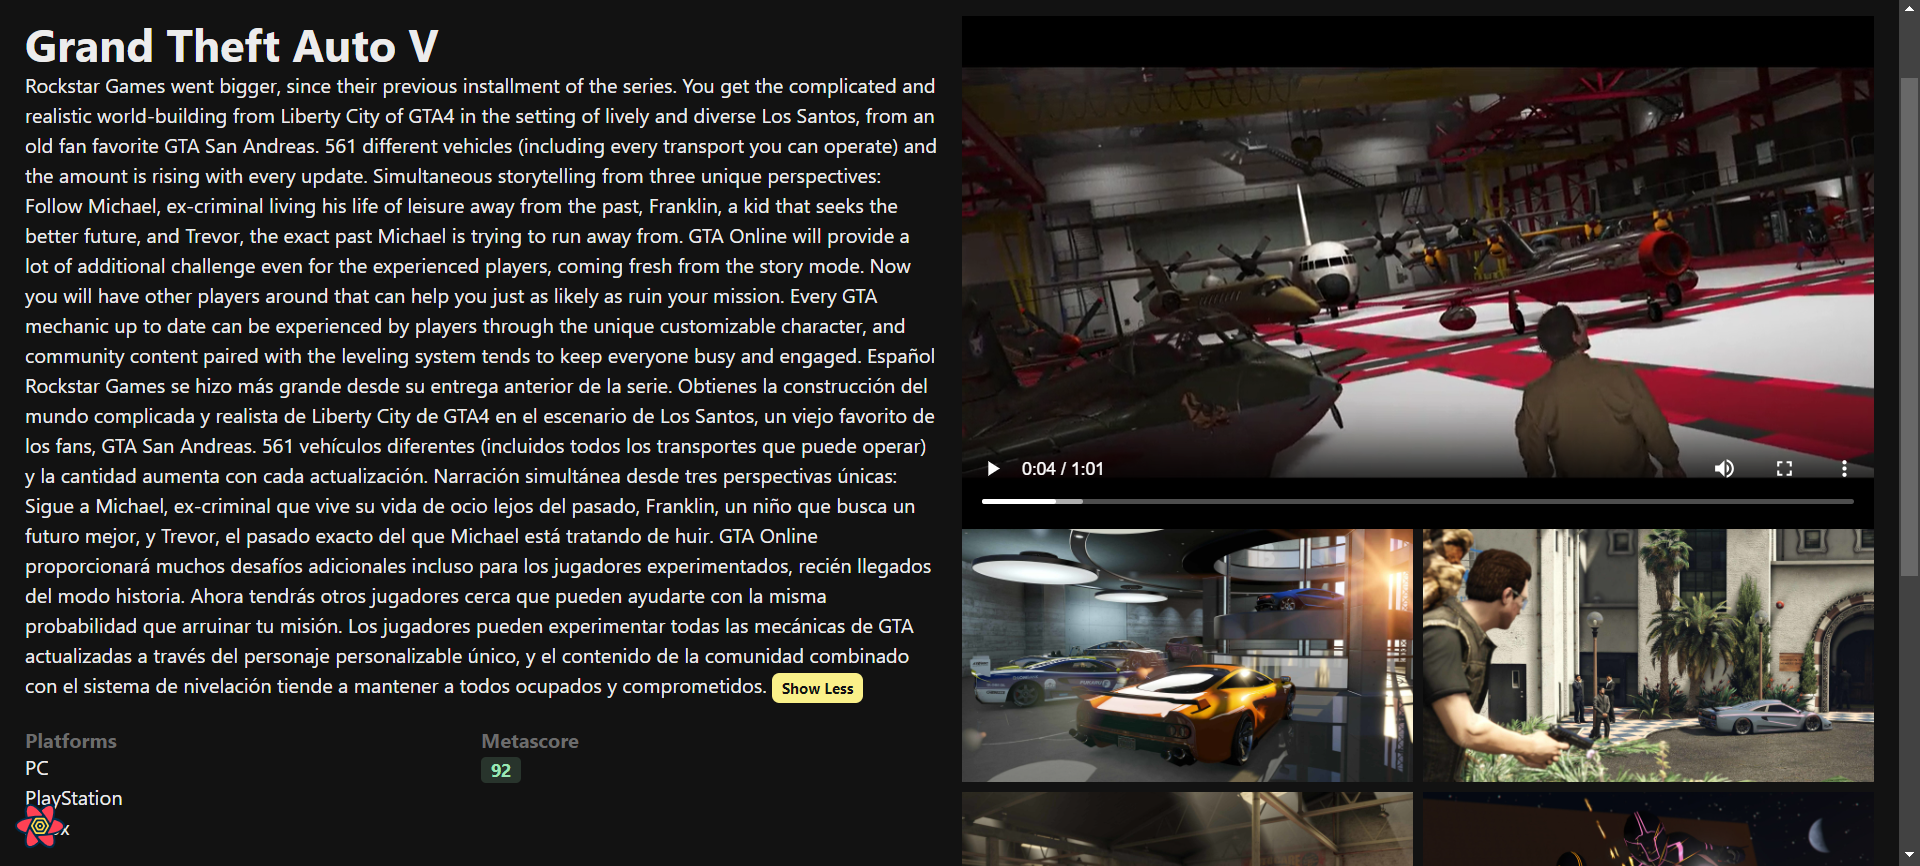 Grand Theft Auto V
Rockstar Games went bigger, since their previous installment of the series. You get the complicated and
realistic world-building from Liberty City of GTA4 in the setting of lively and diverse Los Santos, from an
old fan favorite GTA San Andreas. 561 different vehicles (including every transport you can operate) and
the amount is rising with every update. Simultaneous storytelling from three unique perspectives:
Follow Michael, ex-criminal living his life of leisure away from the past, Franklin, a kid that seeks the
better future, and Trevor, the exact past Michael is trying to run away from. GTA Online will provide a
lot of additional challenge even for the experienced players, coming fresh from the story mode. Now
you will have other players around that can help you just as likely as ruin your mission. Every GTA
mechanic up to date can be experienced by players through the unique customizable character, and
community content paired with the leveling system tends to keep everyone busy and engaged. Español
Rockstar Games se hizo más grande desde su entrega anterior de la serie. Obtienes la construcción del
mundo complicada y realista de Liberty City de GTA4 en el escenario de Los Santos, un viejo favorito de
los fans, GTA San Andreas. 561 vehículos diferentes (incluidos todos los transportes que puede operar)
y la cantidad aumenta con cada actualización. Narración simultánea desde tres perspectivas únicas:
Sigue a Michael, ex-criminal que vive su vida de ocio lejos del pasado, Franklin, un niño que busca un
futuro mejor, y Trevor, el pasado exacto del que Michael está tratando de huir. GTA Online
proporcionará muchos desafíos adicionales incluso para los jugadores experimentados, recién llegados
del modo historia. Ahora tendrás otros jugadores cerca que pueden ayudarte con la misma
probabilidad que arruinar tu misión. Los jugadores pueden experimentar todas las mecánicas de GTA
actualizadas a través del personaje personalizable único, y el contenido de la comunidad combinado
con el sistema de nivelación tiende a mantener a todos ocupados y comprometidos. Show Less
Platforms
PC
PlayStation
Metascore
92
0:04 / 1:01